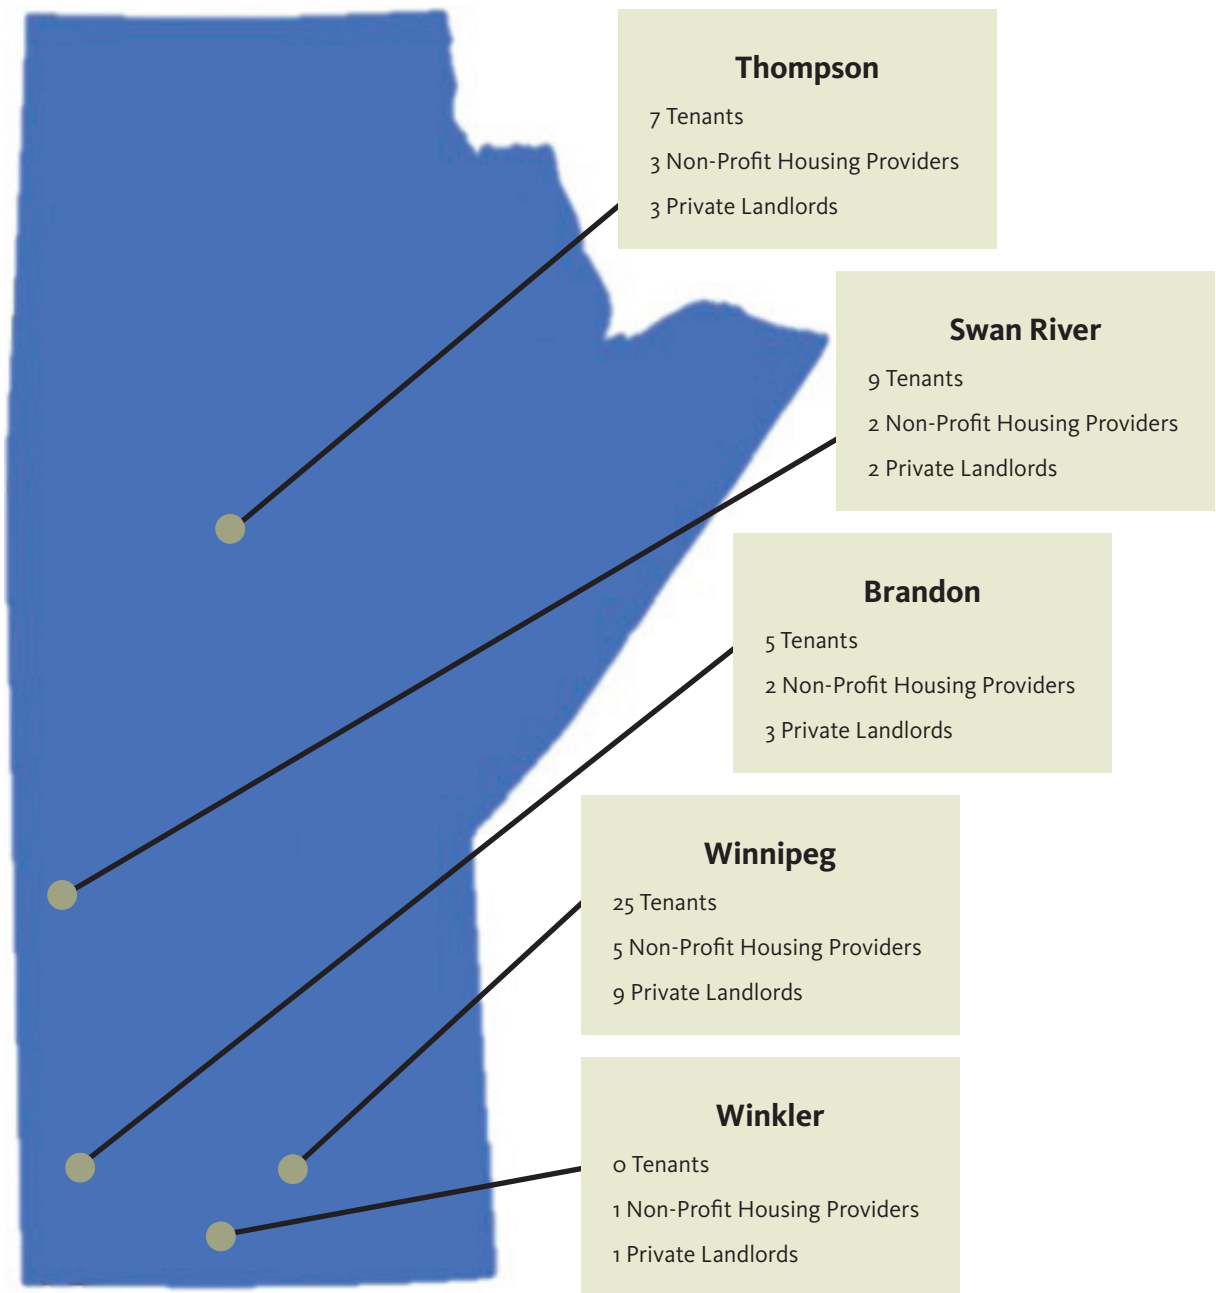 Thompson
7 Tenants
3 Non-Profit Housing Providers
3 Private Landlords
Swan River
9 Tenants
2 Non-Profit Housing Providers
2 Private Landlords
Brandon
5 Tenants
2 Non-Profit Housing Providers
3 Private Landlords
Winnipeg
25 Tenants
5 Non-Profit Housing Providers
9 Private Landlords
Winkler
0 Tenants
1 Non-Profit Housing Providers
1 Private Landlords